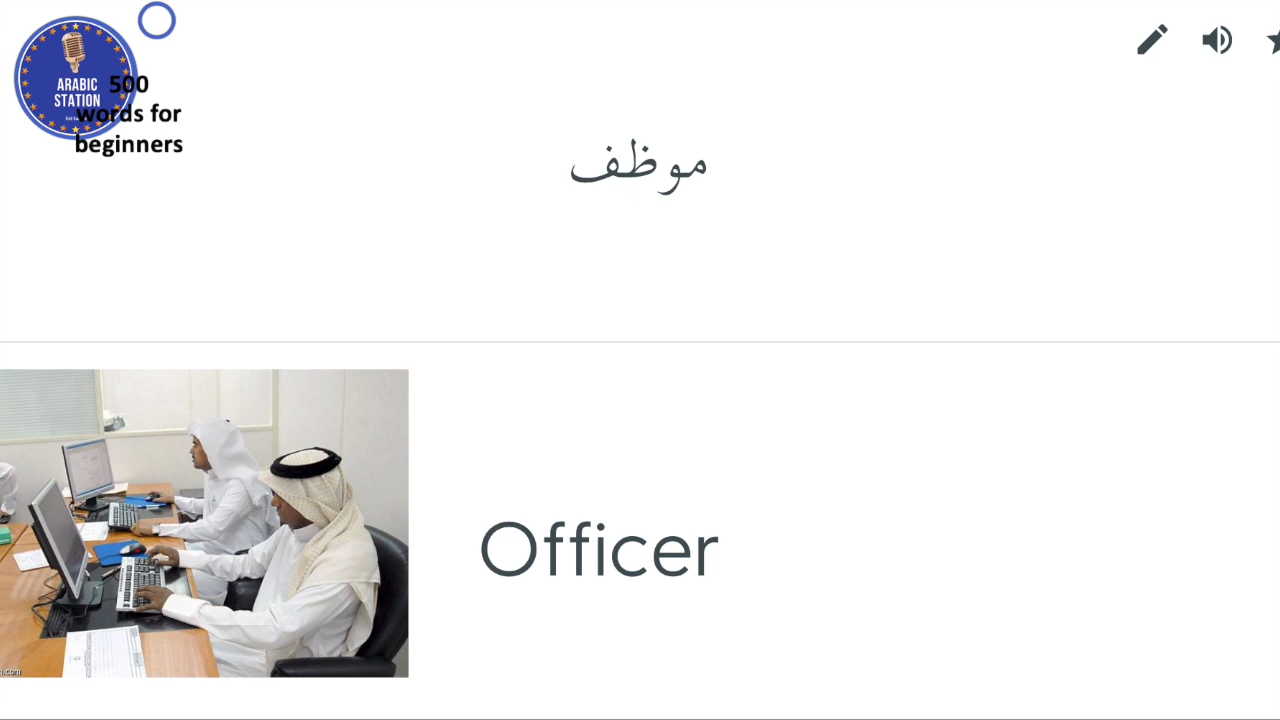 ARABIC
STATION
500
words for
beginners
موظف
Officer